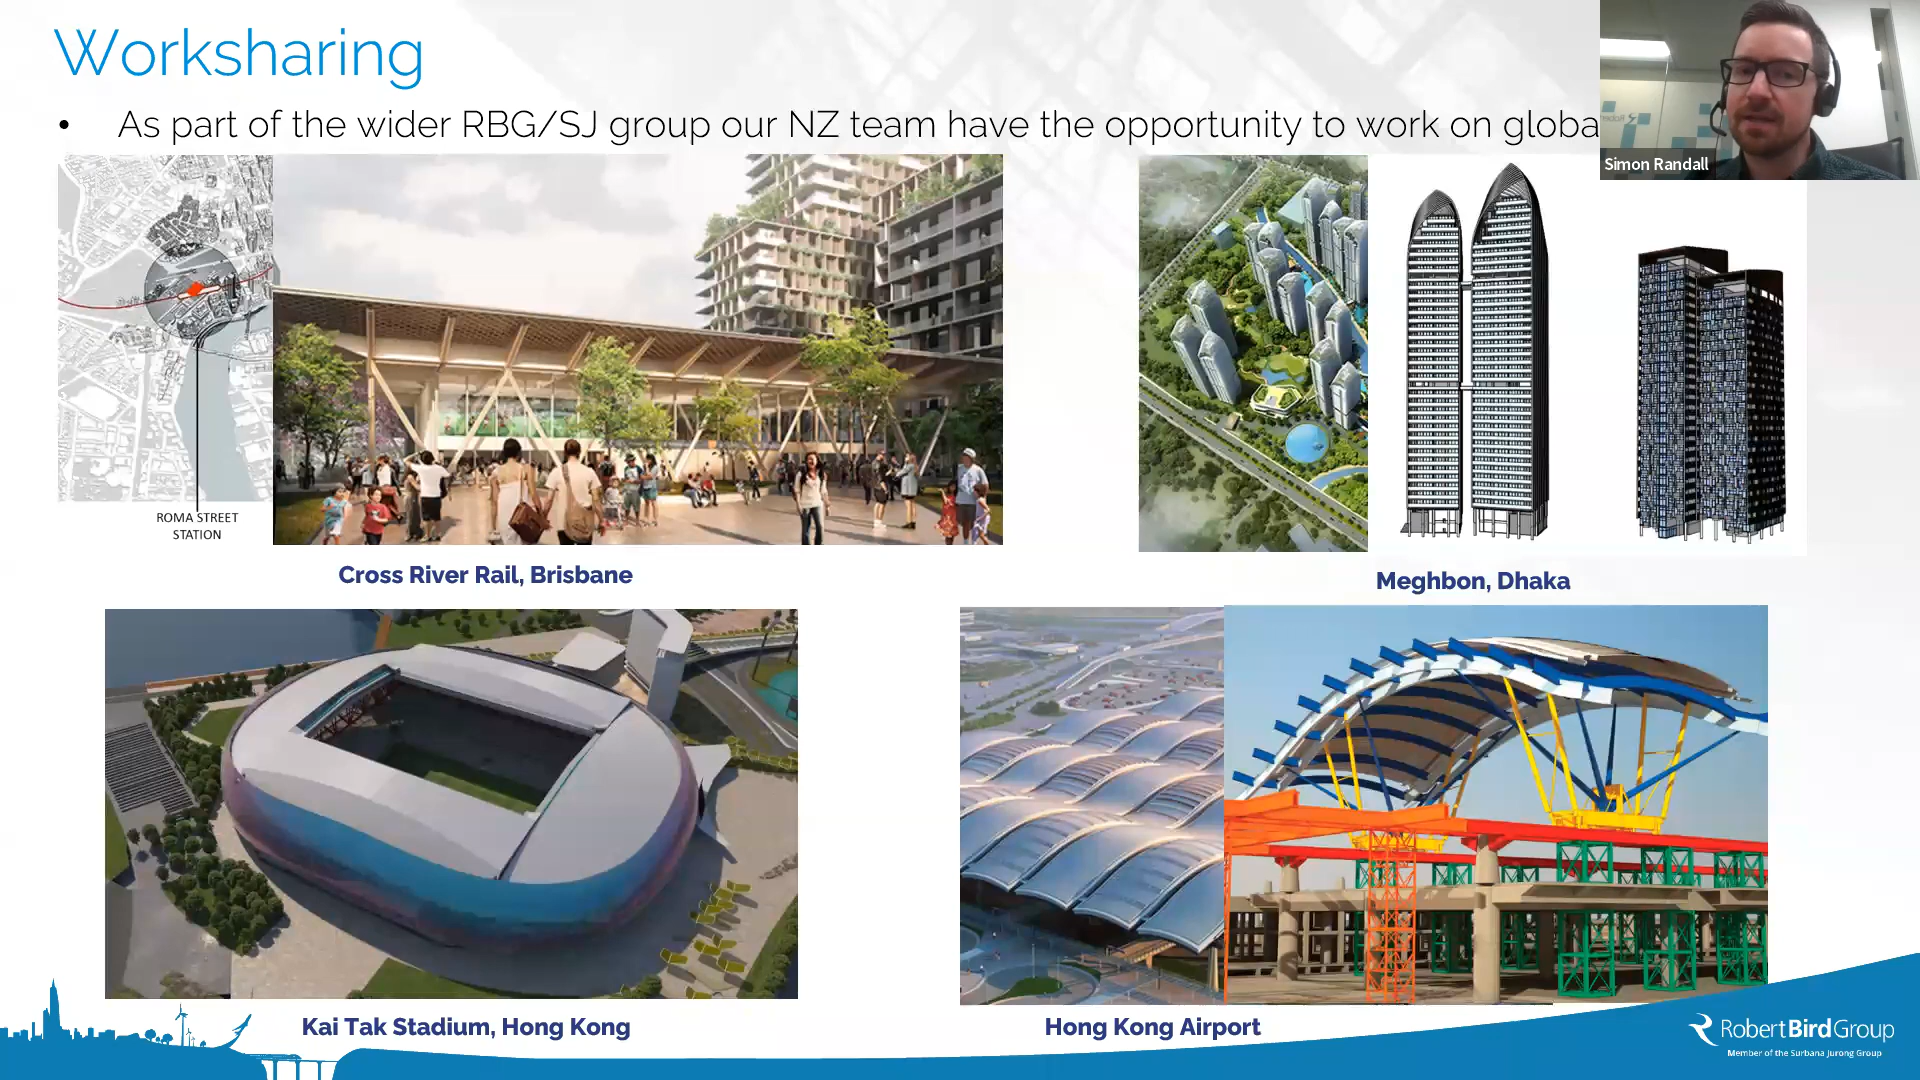 Worksharing
• As part of the wider RBG/SJ group our NZ team have the opportunity to work on globa
Simon Randall
ROMA STREET
STATION
Cross River Rail, Brisbane
Meghbon, Dhaka
Kai Tak Stadium, Hong Kong
Hong Kong Airport
RobertBirdGroup
Member of the Surbana Jurong Group